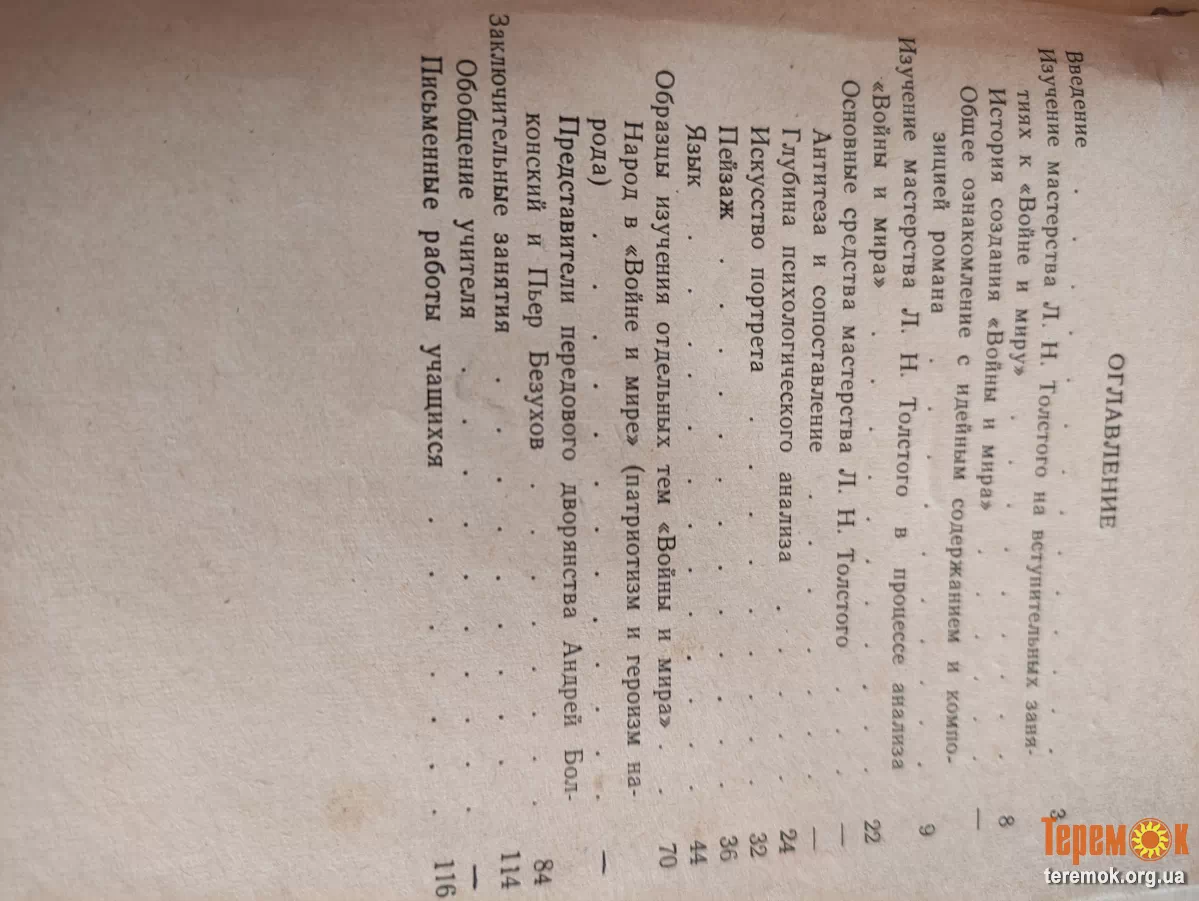 ОГЛАВЛЕНИЕ
Введение . . . . . . . . . 3
Изучение мастерства Л. Н. Толстого на вступительных заня-
тиях к «Войне и миру» . . . . . 8
История создания «Войны и мира» . . . . —
Общее ознакомление с идейным содержанием и компо-
зицией романа . . . . . . . 9
Изучение мастерства Л. Н. Толстого в процессе анализа
«Войны и мира» . . . . . . . 22
Основные средства мастерства Л. Н. Толстого . . —
Антитеза и сопоставление . . . . . —
Глубина психологического анализа . . . . 24
Искусство портрета . . . . . . 32
Пейзаж . . . . . . . . 36
Язык . . . . . . . . 44
Образцы изучения отдельных тем «Войны и мира» . . 70
Народ в «Войне и мире» (патриотизм и героизм на-
рода) . . . . . . . . . —
Представители передового дворянства Андрей Бол-
конский и Пьер Безухов . . . . . 84
Заключительные занятия . . . . . . 114
Обобщение учителя . . . . . . . —
Письменные работы учащихся . . . . . 116
Теремок
teremok.org.ua